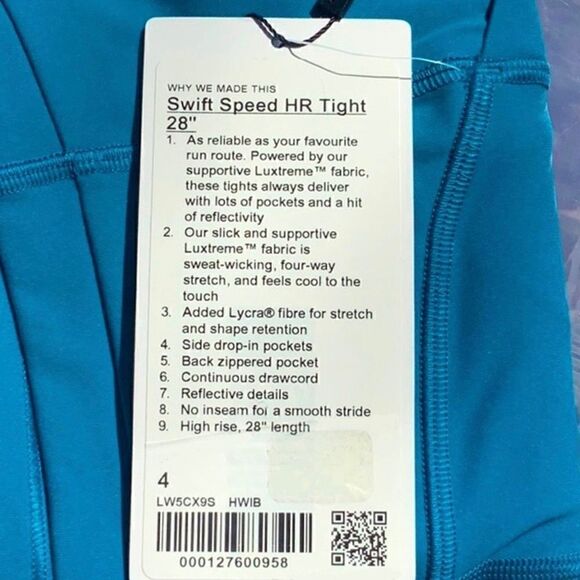 WHY WE MADE THIS
Swift Speed HR Tight
28"
1. As reliable as your favourite
run route. Powered by our
supportive Luxtreme™ fabric,
these tights always deliver
with lots of pockets and a hit
of reflectivity
2. Our slick and supportive
Luxtreme™ fabric is
sweat-wicking, four-way
stretch, and feels cool to the
touch
3. Added Lycra® fibre for stretch
and shape retention
4. Side drop-in pockets
5. Back zippered pocket
6. Continuous drawcord
7. Reflective details
8. No inseam for a smooth stride
9. High rise, 28" length
4
LW5CX9S HWIB
000127600958